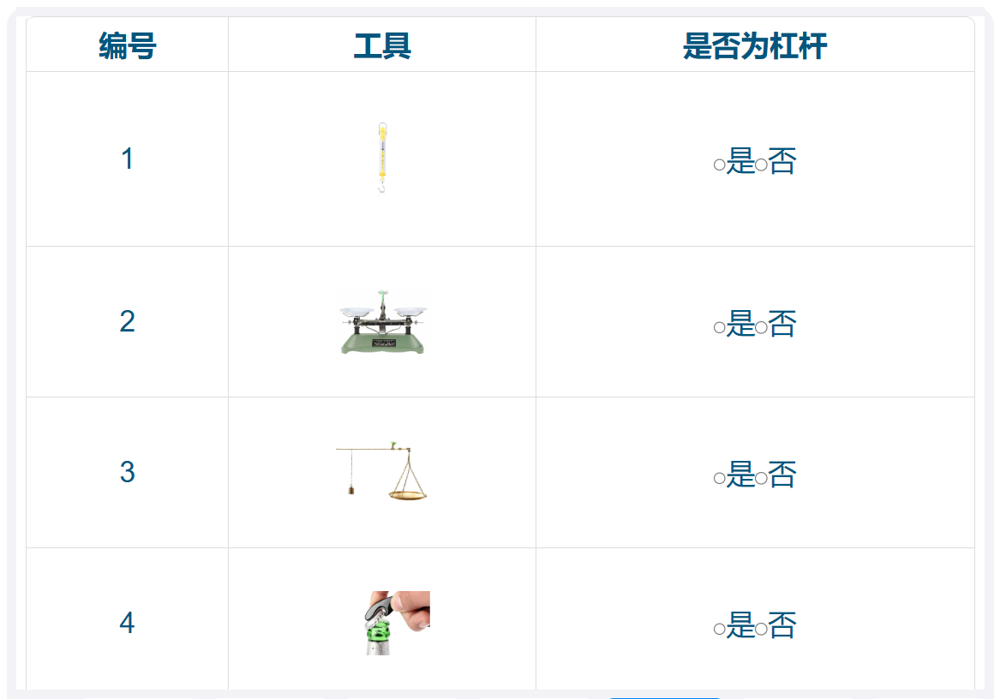 编号 工具 是否为杠杆
1 是 否
2 是 否
3 是 否
4 是 否